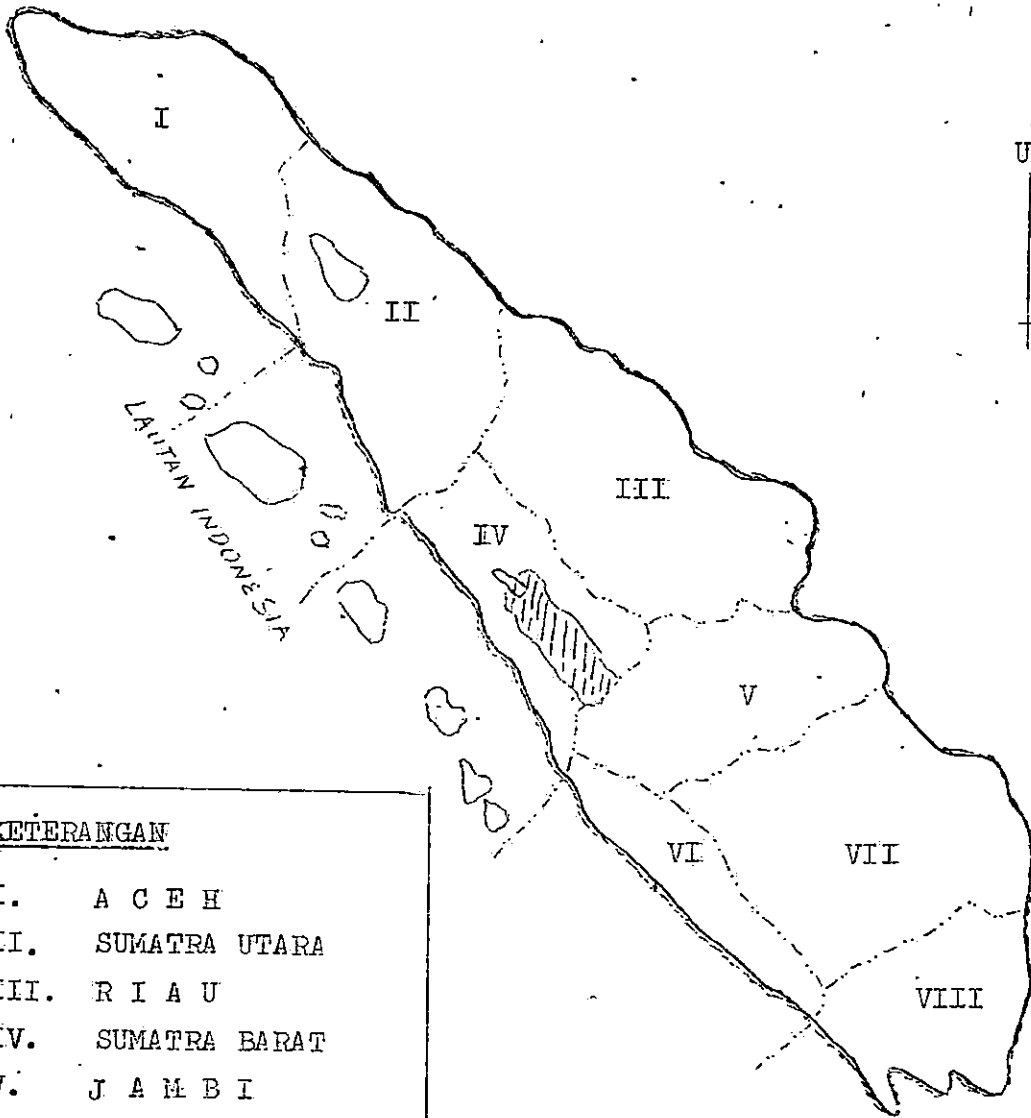 I
U
II
LAUTAN INDONESIA
III
IV
V
VI
VII
VIII
KETERANGAN
I. A C E H
II. SUMATRA UTARA
III. R I A U
IV. SUMATRA BARAT
V. J A M B I